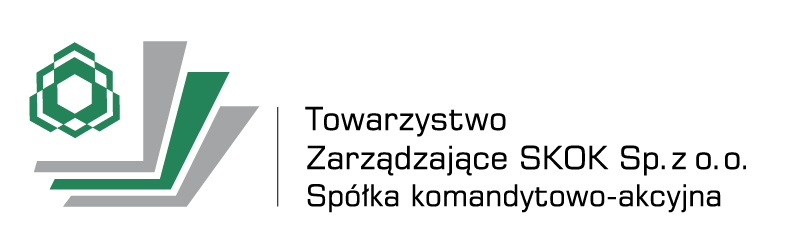 Towarzystwo
Zarządzające SKOK Sp. z o. o.
Spółka komandytowo-akcyjna